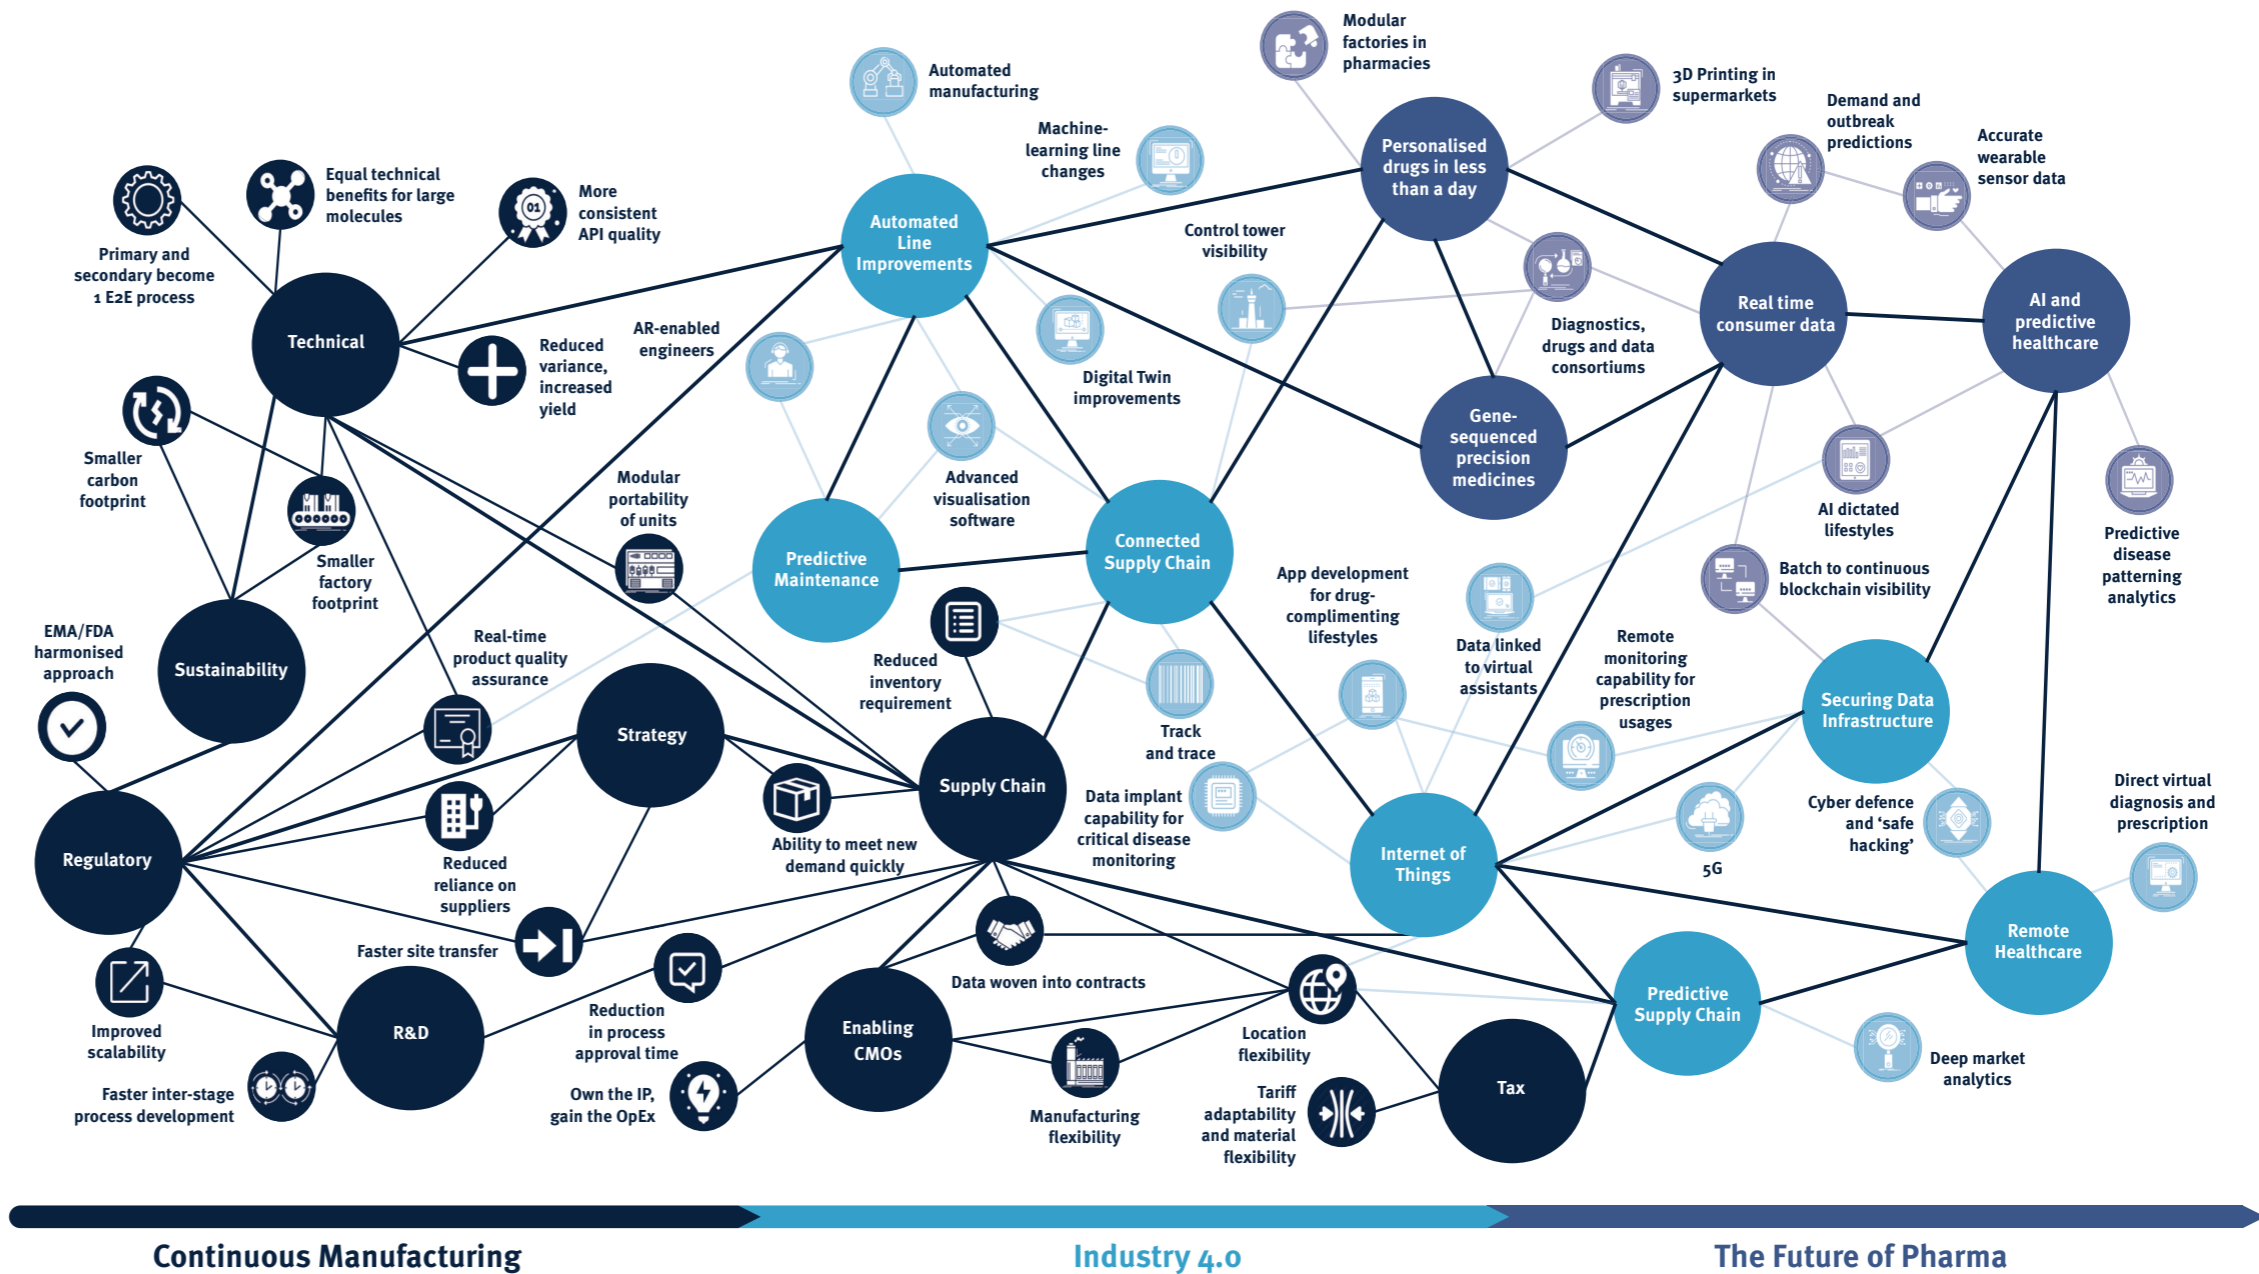 Modular
factories in
pharmacies
3D Printing in
supermarkets
Automated
manufacturing
Demand and
outbreak
predictions
Machine-
learning line
changes
Accurate
wearable
sensor data
Personalised
drugs in less
than a day
Equal technical
benefits for large
molecules
More
consistent
API quality
01
Primary and
secondary become
1 E2E process
Automated
Line
Improvements
Control tower
visibility
Real time
consumer data
AI and
predictive
healthcare
Technical
AR-enabled
engineers
Reduced
variance,
increased
yield
Diagnostics,
drugs and data
consortiums
Digital Twin
improvements
Gene-
sequenced
precision
medicines
Smaller
carbon
footprint
Modular
portability
of units
Advanced
visualisation
software
AI dictated
lifestyles
Predictive
disease
patterning
analytics
Smaller
factory
footprint
Predictive
Maintenance
Connected
Supply Chain
App development
for drug-
complimenting
lifestyles
Batch to continuous
blockchain visibility
EMA/FDA
harmonised
approach
Sustainability
Real-time
product quality
assurance
Reduced
inventory
requirement
Data linked
to virtual
assistants
Remote
monitoring
capability for
prescription
usages
Securing Data
Infrastructure
Strategy
Track
and trace
Supply Chain
Data implant
capability for
critical disease
monitoring
Cyber defence
and ‘safe
hacking’
Direct virtual
diagnosis and
prescription
Regulatory
Reduced
reliance on
suppliers
Ability to meet new
demand quickly
Internet of
Things
5G
Faster site transfer
Data woven into contracts
Remote
Healthcare
Improved
scalability
R&D
Reduction
in process
approval time
Enabling
CMOs
Location
flexibility
Predictive
Supply Chain
Deep market
analytics
Faster inter-stage
process development
Own the IP,
gain the OpEx
Manufacturing
flexibility
Tariff
adaptability
and material
flexibility
Tax
Continuous Manufacturing
Industry 4.0
The Future of Pharma